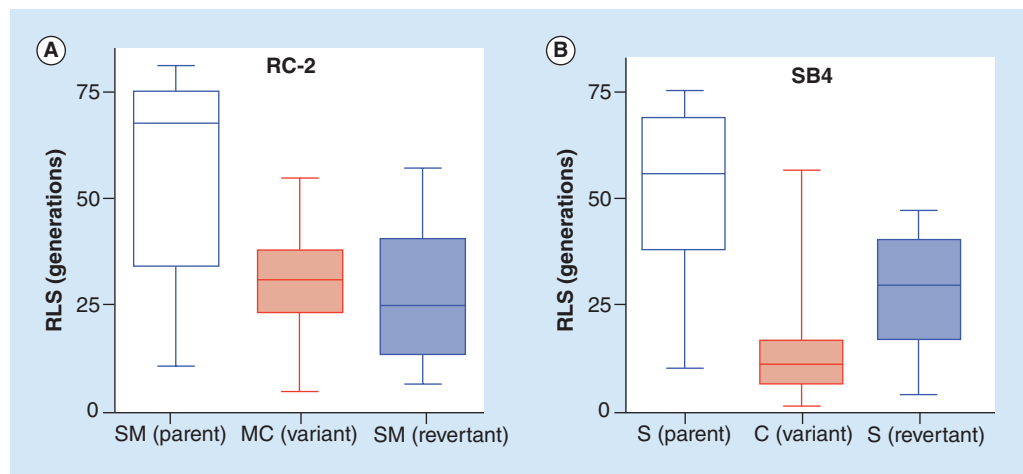 A
RC-2
RLS (generations)
75
50
25
0
SM (parent) MC (variant) SM (revertant)
B
SB4
RLS (generations)
75
50
25
0
S (parent) C (variant) S (revertant)